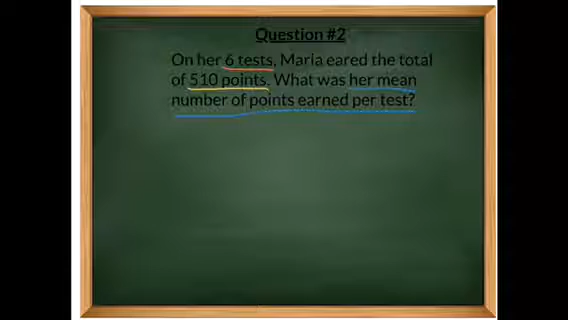 Question #2
On her 6 tests, Maria eared the total
of 510 points. What was her mean
number of points earned per test?